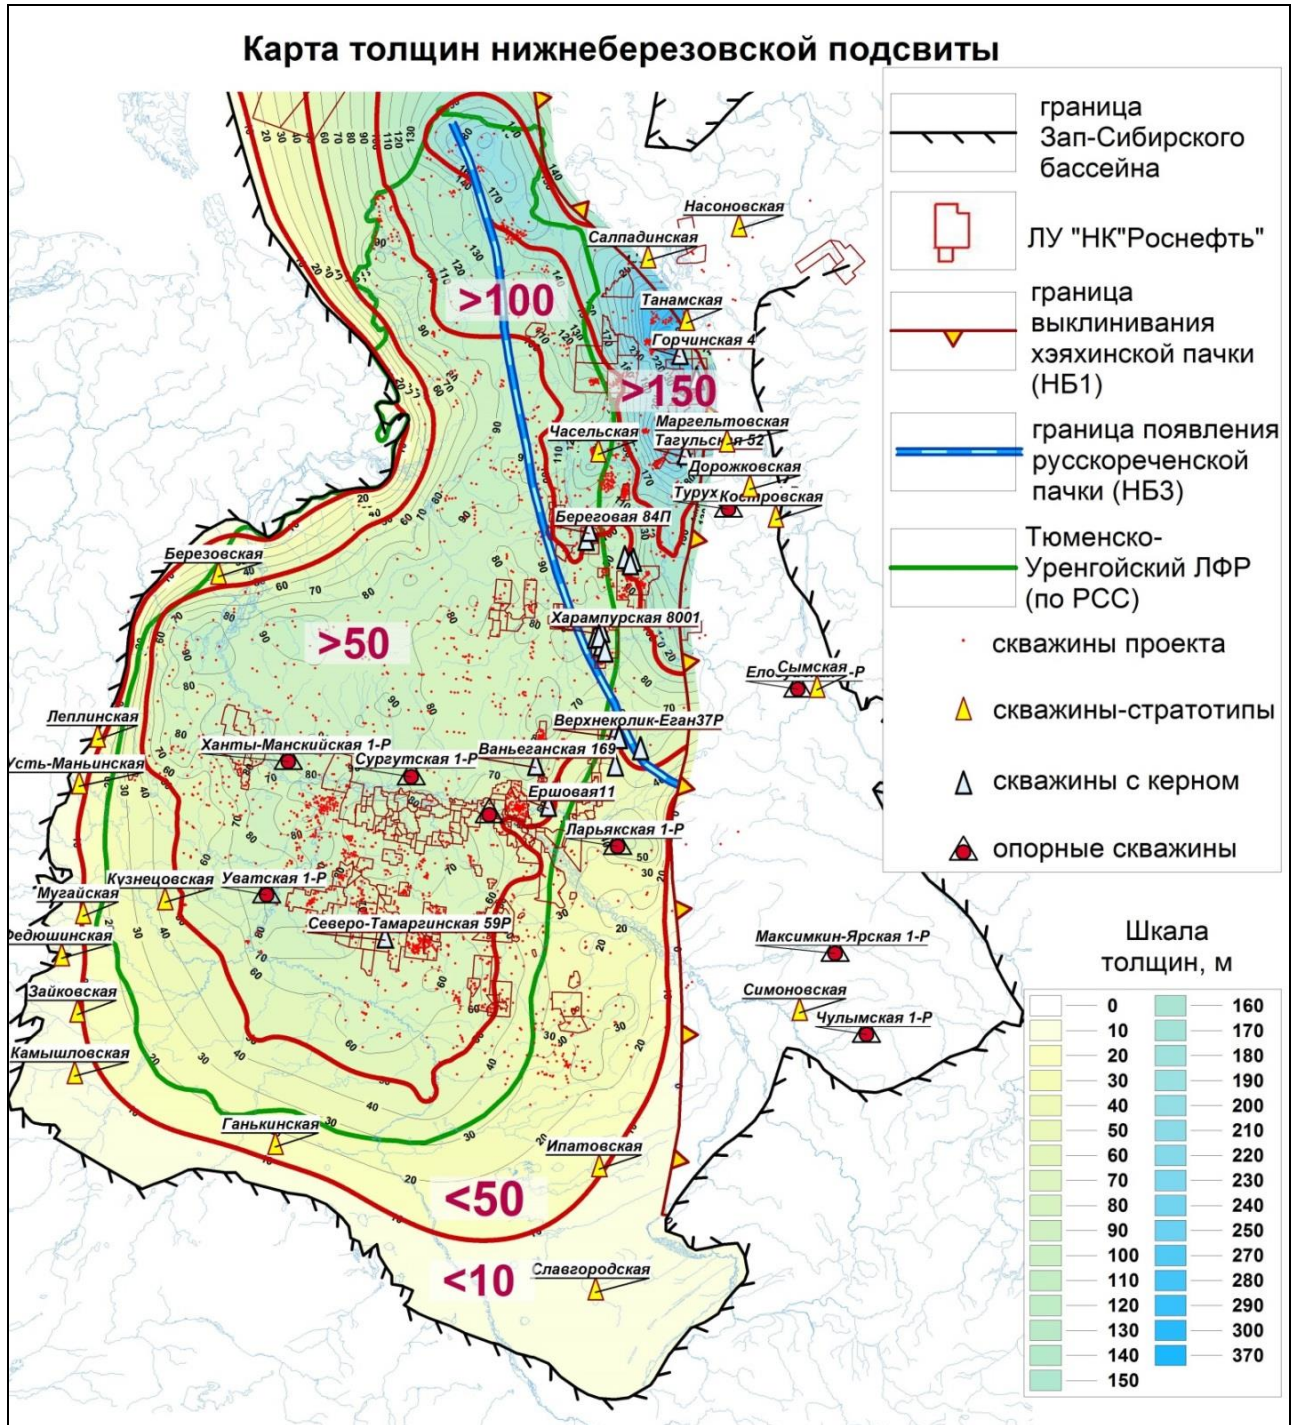 Карта толщин нижнеберезовской подсвиты
граница
Зап-Сибирского
бассейна
ЛУ "НК"Роснефть"
граница
выклинивания
хэяхинской пачки
(НБ1)
граница появления
русскореченской
пачки (НБ3)
Тюменско-
Уренгойский ЛФР
(по РСС)
скважины проекта
скважины-стратотипы
скважины с керном
опорные скважины
Насоновская
Салпадинская
Танамская
>100
Горчинская 4
>150
Маргельтовская
Часельская
Тагульская 52
Дорожковская
Турух
Костровская
Береговая 84П
Березовская
Харампурская 8001
>50
Сымская
Р
Леплинская
Верхнеколик-Еган37Р
Ханты-Манскийская 1-Р
Ваньеганская 169
Сургутская 1-Р
Усть-Маньинская
Ершовая11
Ларьякская 1-Р
Кузнецовская
Уватская 1-Р
Мугайская
Северо-Тамаргинская 59Р
Федюшинская
Максимкин-Ярская 1-Р
Зайковская
Симоновская
Чулымская 1-Р
Камышловская
Ганькинская
Ипатовская
<50
<10
Славгородская
Шкала
толщин, м
0 160
10 170
20 180
30 190
40 200
50 210
60 220
70 230
80 240
90 250
100 270
110 280
120 290
130 300
140 370
150